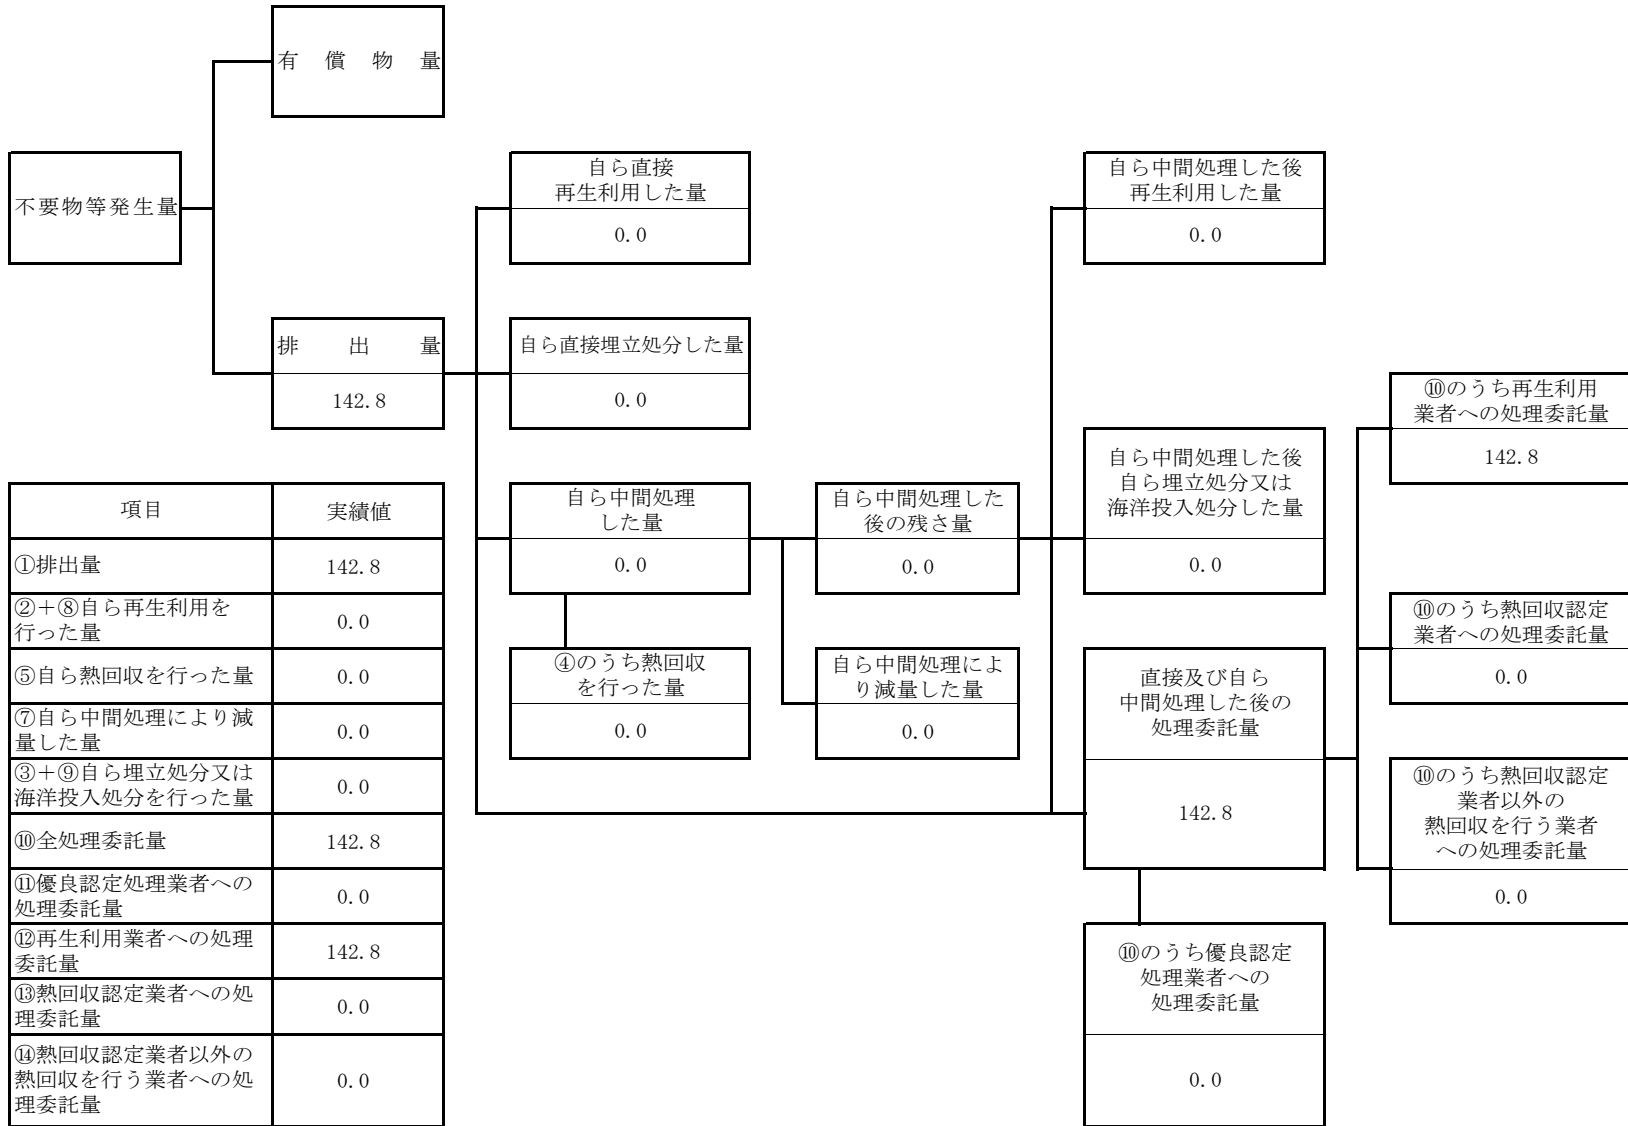 有償物量
不要物等発生量
自ら直接
再生利用した量
0.0
自ら中間処理した後
再生利用した量
0.0
排出量
142.8
自ら直接埋立処分した量
0.0
⑩のうち再生利用
業者への処理委託量
142.8
自ら中間処理
した量
0.0
自ら中間処理した
後の残さ量
0.0
自ら中間処理した後
自ら埋立処分又は
海洋投入処分した量
0.0
⑩のうち熱回収認定
業者への処理委託量
0.0
④のうち熱回収
を行った量
0.0
自ら中間処理によ
り減量した量
0.0
直接及び自ら
中間処理した後の
処理委託量
142.8
⑩のうち熱回収認定
業者以外の
熱回収を行う業者
への処理委託量
0.0
⑩のうち優良認定
処理業者への
処理委託量
0.0
項目 実績値
①排出量 142.8
②+⑧自ら再生利用を
行った量 0.0
⑤自ら熱回収を行った量 0.0
⑦自ら中間処理により減
量した量 0.0
③+⑨自ら埋立処分又は
海洋投入処分を行った量 0.0
⑩全処理委託量 142.8
⑪優良認定処理業者への
処理委託量 0.0
⑫再生利用業者への処理
委託量 142.8
⑬熱回収認定業者への処
理委託量 0.0
⑭熱回収認定業者以外の
熱回収を行う業者への処
理委託量 0.0